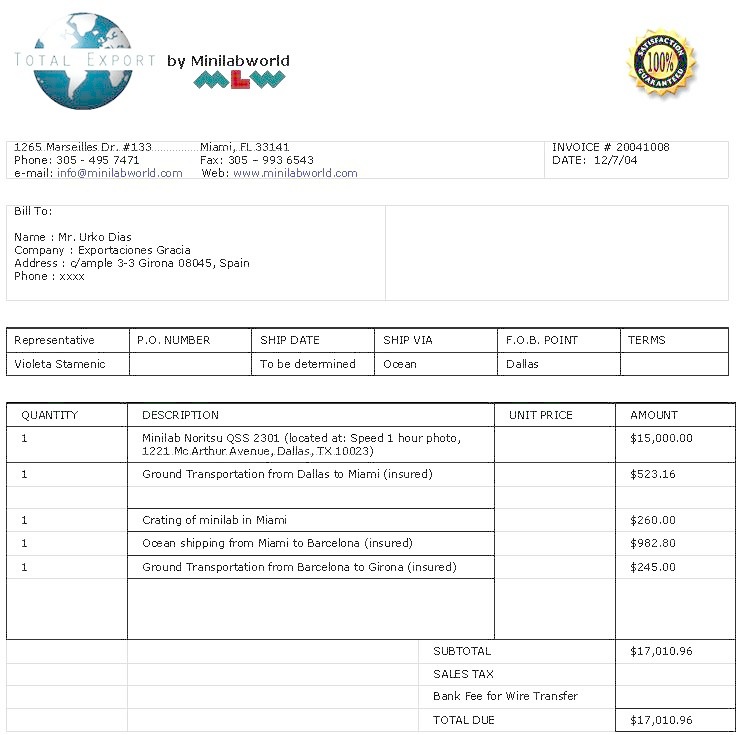 TOTAL EXPORT by Minilabworld
MLW
SATISFACTION
100%
GUARANTEED
1265 Marseilles Dr. #133............... Miami, FL 33141
INVOICE # 20041008
Phone: 305 - 495 7471 Fax: 305 – 993 6543
DATE: 12/7/04
e-mail: info@minilabworld.com Web: www.minilabworld.com
Bill To:
Name : Mr. Urko Dias
Company : Exportaciones Gracia
Address : c/ample 3-3 Girona 08045, Spain
Phone : xxxx
Representative P.O. NUMBER SHIP DATE SHIP VIA F.O.B. POINT TERMS
Violeta Stamenic To be determined Ocean Dallas
QUANTITY DESCRIPTION UNIT PRICE AMOUNT
1 Minilab Noritsu QSS 2301 (located at: Speed 1 hour photo, $15,000.00
1221 Mc Arthur Avenue, Dallas, TX 10023)
1 Ground Transportation from Dallas to Miami (insured) $523.16
1 Crating of minilab in Miami $260.00
1 Ocean shipping from Miami to Barcelona (insured) $982.80
1 Ground Transportation from Barcelona to Girona (insured) $245.00
SUBTOTAL $17,010.96
SALES TAX
Bank Fee for Wire Transfer
TOTAL DUE $17,010.96